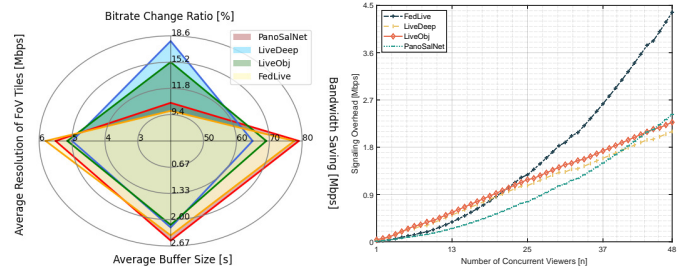 Bitrate Change Ratio [%]
18.6
15.2
11.8
9.4
PanoSalNet
LiveDeep
LiveObj
FedLive
Average Resolution of FoV Tiles [Mbps]
6
5
4
3
50
60
70
80
Bandwidth Saving [Mbps]
0.67
1.33
2.00
2.67
Average Buffer Size [s]
4.5
3.6
2.7
1.8
0.9
0
Signaling Overhead [Mbps]
FedLive
LiveDeep
LiveObj
PanoSalNet
1
13
25
37
48
Number of Concurrent Viewers [n]